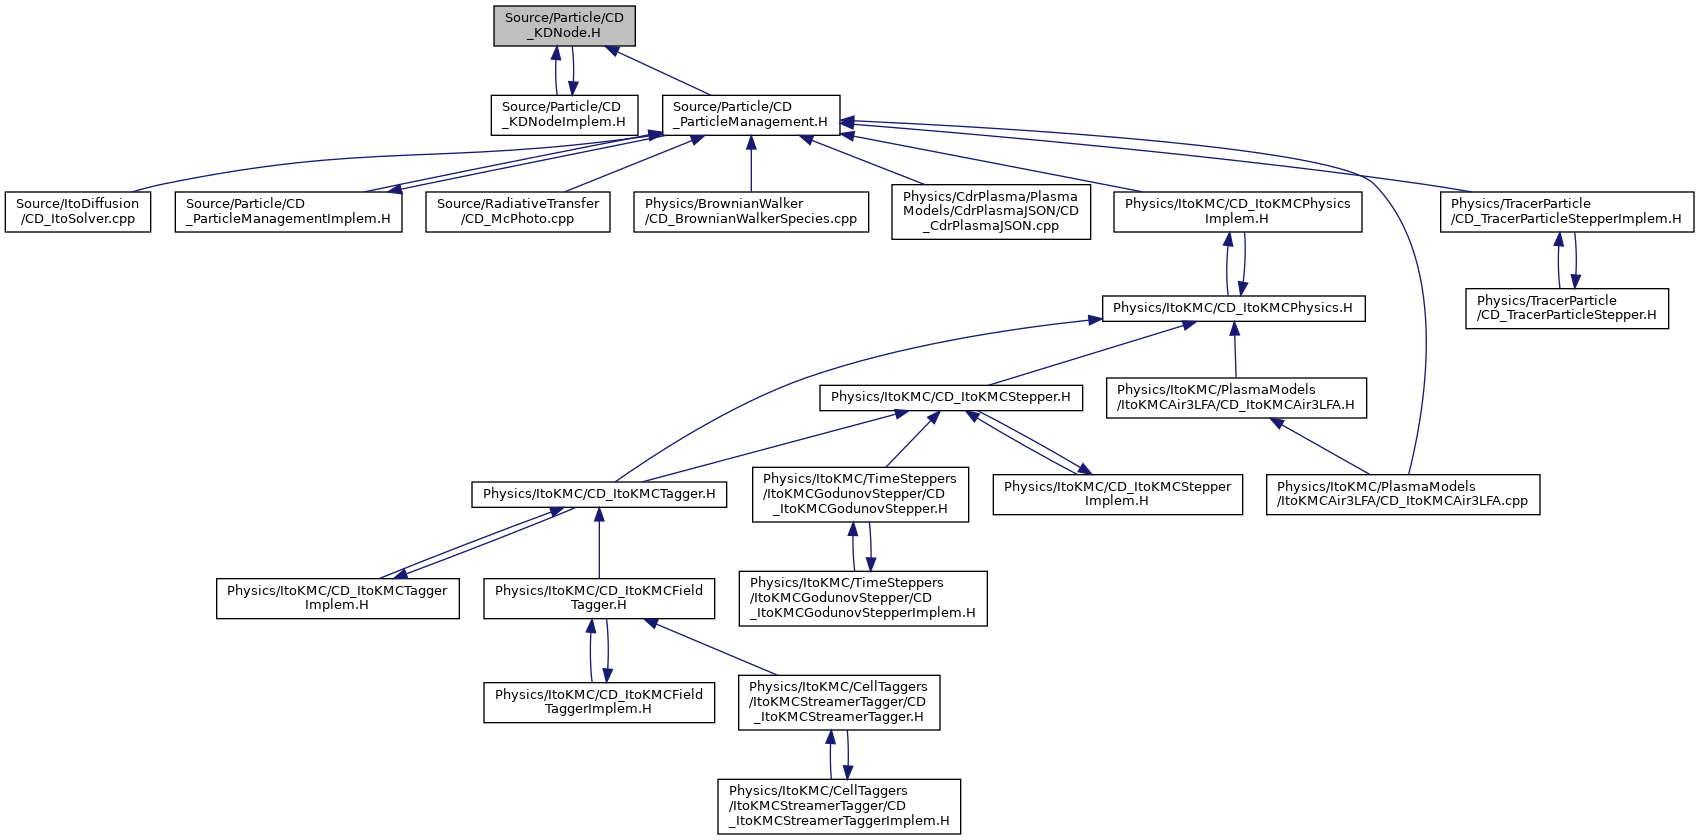 Source/Particle/CD
_KDNode.H
Source/Particle/CD
_KDNodeImplem.H
Source/Particle/CD
_ParticleManagement.H
Source/ItoDiffusion
/CD_ItoSolver.cpp
Source/Particle/CD
_ParticleManagementImplem.H
Source/RadiativeTransfer
/CD_McPhoto.cpp
Physics/BrownianWalker
/CD_BrownianWalkerSpecies.cpp
Physics/CdrPlasma/Plasma
Models/CdrPlasmaJSON/CD
_CdrPlasmaJSON.cpp
Physics/ItoKMC/CD_ItoKMCPhysics
Implem.H
Physics/TracerParticle
/CD_TracerParticleStepperImplem.H
Physics/ItoKMC/CD_ItoKMCPhysics.H
Physics/TracerParticle
/CD_TracerParticleStepper.H
Physics/ItoKMC/CD_ItoKMCStepper.H
Physics/ItoKMC/PlasmaModels
/ItoKMCAir3LFA/CD_ItoKMCAir3LFA.H
Physics/ItoKMC/CD_ItoKMCTagger.H
Physics/ItoKMC/TimeSteppers
/ItoKMCGodunovStepper/CD
_ItoKMCGodunovStepper.H
Physics/ItoKMC/CD_ItoKMCStepper
Implem.H
Physics/ItoKMC/PlasmaModels
/ItoKMCAir3LFA/CD_ItoKMCAir3LFA.cpp
Physics/ItoKMC/CD_ItoKMCTagger
Implem.H
Physics/ItoKMC/CD_ItoKMCField
Tagger.H
Physics/ItoKMC/TimeSteppers
/ItoKMCGodunovStepper/CD
_ItoKMCGodunovStepperImplem.H
Physics/ItoKMC/CD_ItoKMCField
TaggerImplem.H
Physics/ItoKMC/CellTaggers
/ItoKMCStreamerTagger/CD
_ItoKMCStreamerTagger.H
Physics/ItoKMC/CellTaggers
/ItoKMCStreamerTagger/CD
_ItoKMCStreamerTaggerImplem.H